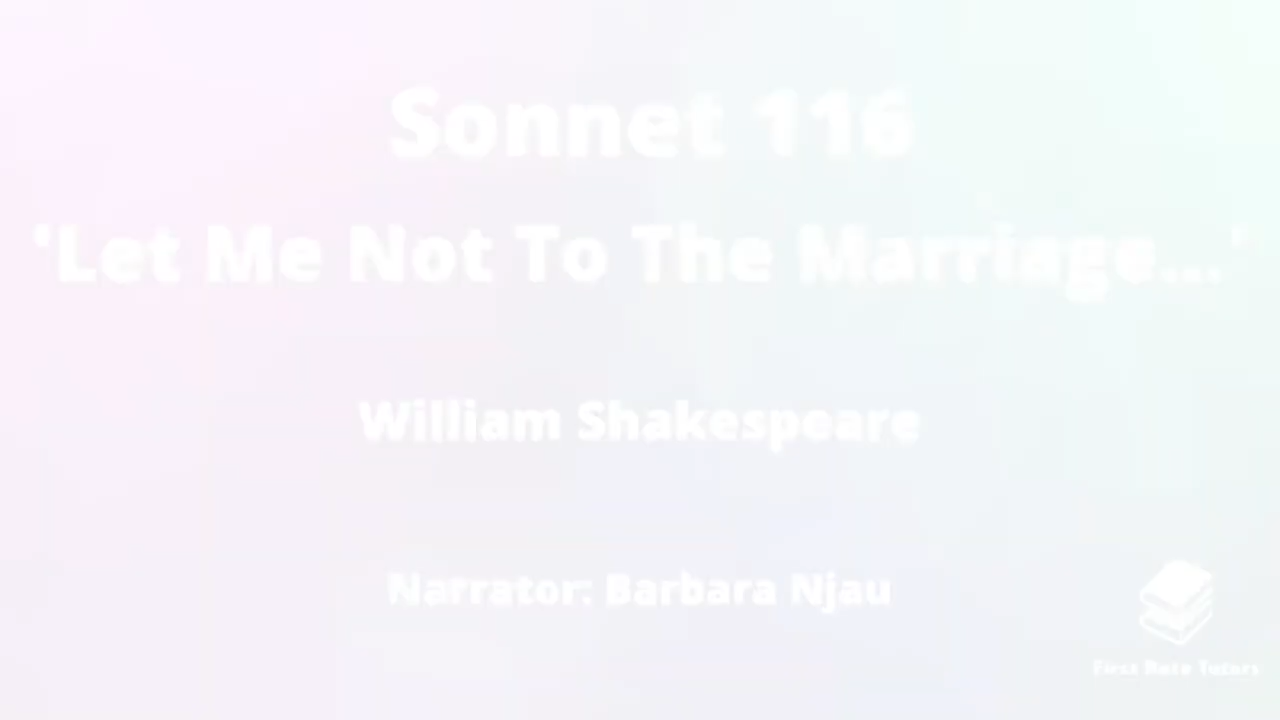 Sonnet 116
‘Let Me Not To The Marriage...’
William Shakespeare
Narrator: Barbara Njau
First Rate Tutors